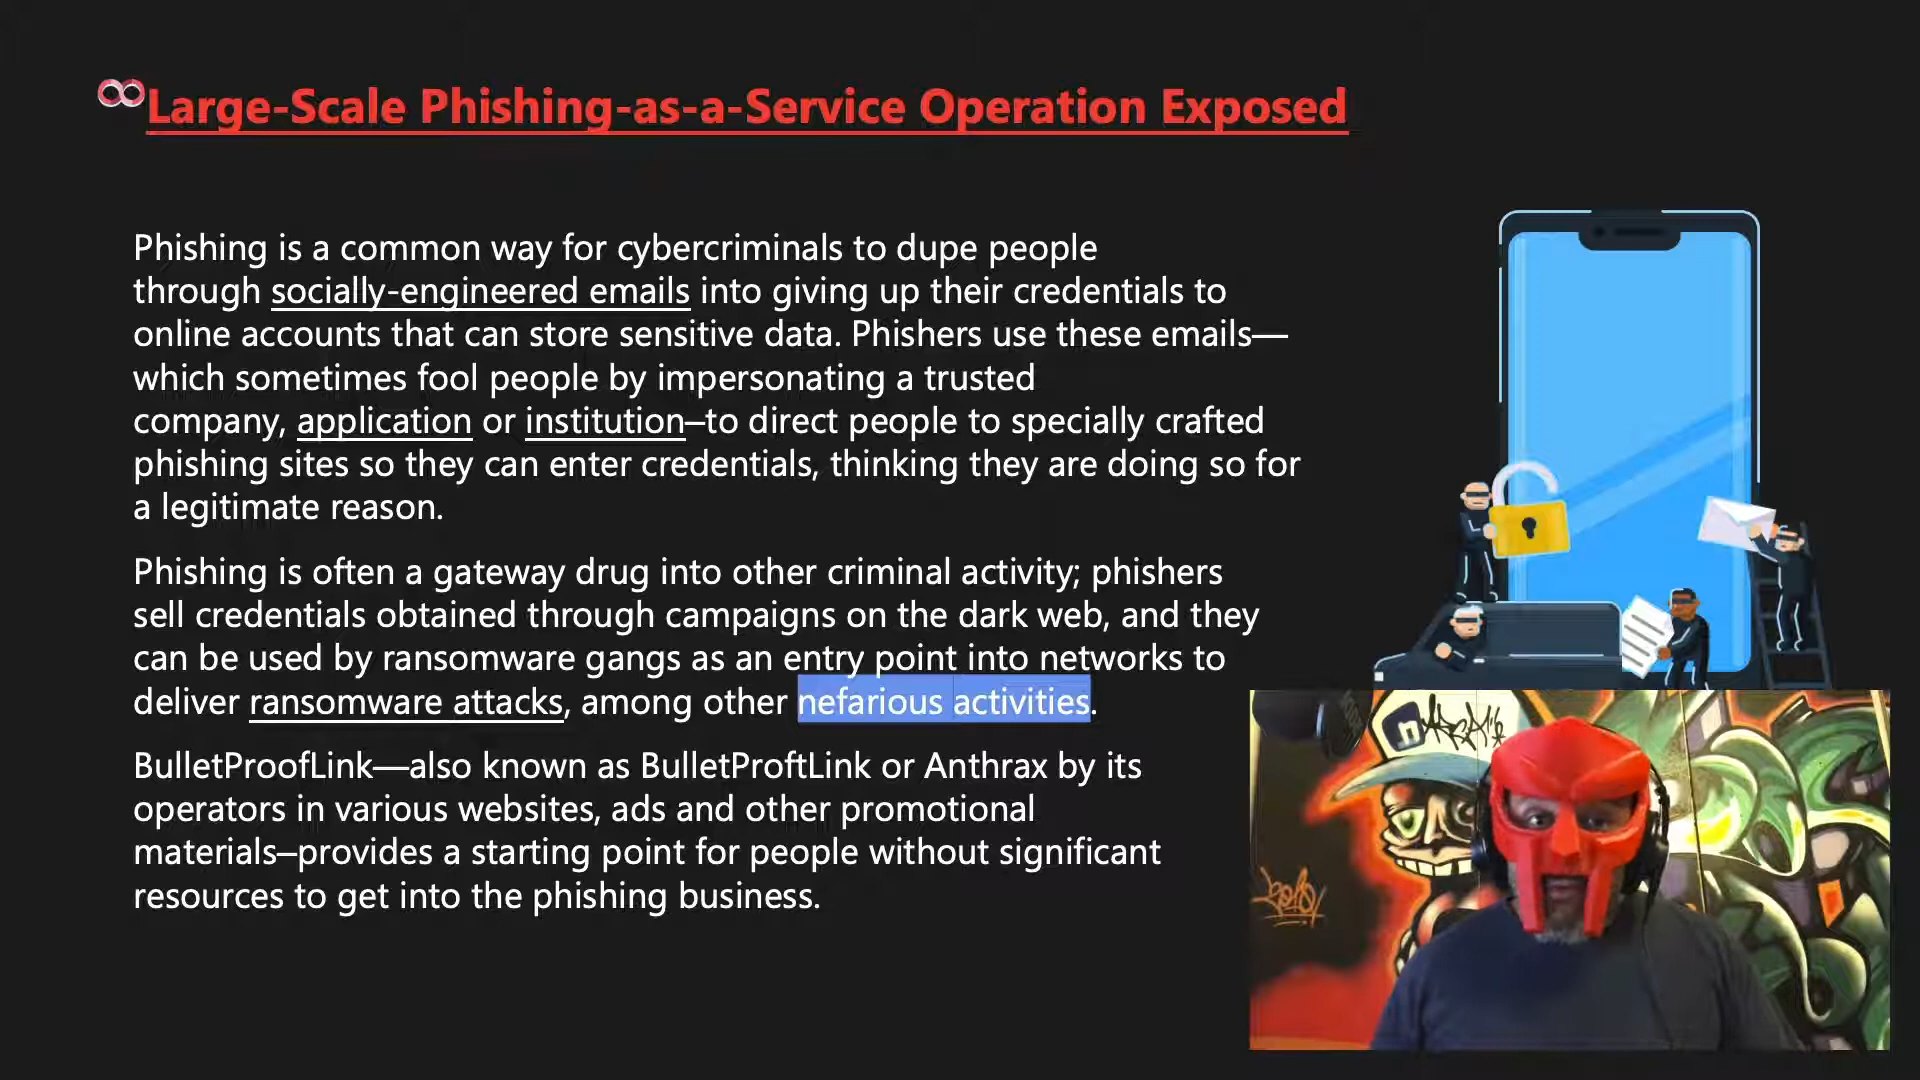 Large-Scale Phishing-as-a-Service Operation Exposed
Phishing is a common way for cybercriminals to dupe people
through socially-engineered emails into giving up their credentials to
online accounts that can store sensitive data. Phishers use these emails—
which sometimes fool people by impersonating a trusted
company, application or institution—to direct people to specially crafted
phishing sites so they can enter credentials, thinking they are doing so for
a legitimate reason.
Phishing is often a gateway drug into other criminal activity; phishers
sell credentials obtained through campaigns on the dark web, and they
can be used by ransomware gangs as an entry point into networks to
deliver ransomware attacks, among other nefarious activities.
BulletProofLink—also known as BulletProftLink or Anthrax by its
operators in various websites, ads and other promotional
materials—provides a starting point for people without significant
resources to get into the phishing business.